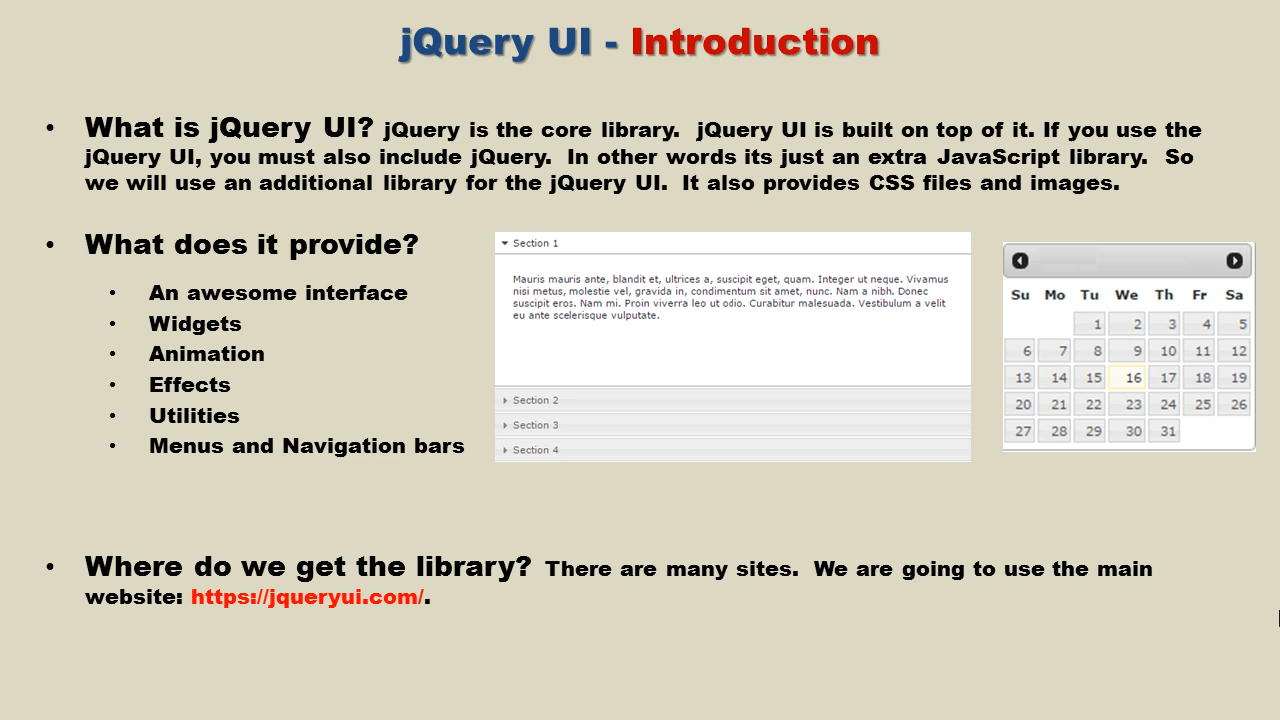 jQuery UI - Introduction
• What is jQuery UI? jQuery is the core library.  jQuery UI is built on top of it. If you use the
jQuery UI, you must also include jQuery.  In other words its just an extra JavaScript library.  So
we will use an additional library for the jQuery UI.  It also provides CSS files and images.
• What does it provide?
• An awesome interface
• Widgets
• Animation
• Effects
• Utilities
• Menus and Navigation bars
Section 1
Mauris mauris ante, blandit et, ultrices a, suscipit eget, quam. Integer ut neque. Vivamus
nisi metus, molestie vel, gravida in, condimentum sit amet, nunc. Nam a nibh. Donec
suscipit eros. Nam mi. Proin viverra leo ut odio. Curabitur malesuada. Vestibulum a velit
eu ante scelerisque vulputate.
Section 2
Section 3
Section 4
Su Mo Tu We Th Fr Sa
1 2 3 4 5
6 7 8 9 10 11 12
13 14 15 16 17 18 19
20 21 22 23 24 25 26
27 28 29 30 31
• Where do we get the library? There are many sites.  We are going to use the main
website: https://jqueryui.com/.